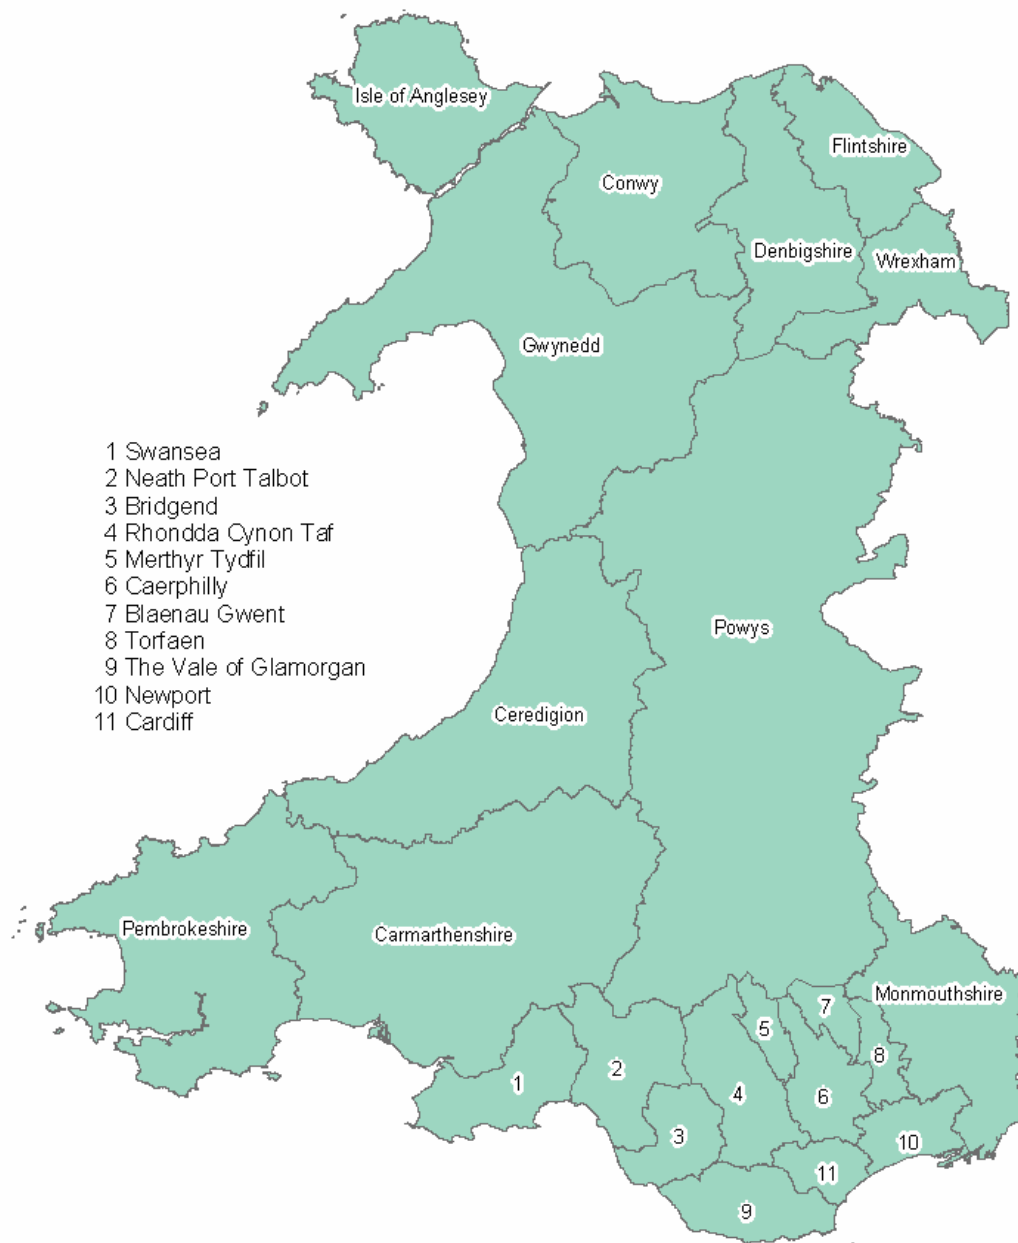 Isle of Anglesey
Flintshire
Conwy
Denbigshire
Wrexham
Gwynedd
1 Swansea
2 Neath Port Talbot
3 Bridgend
4 Rhondda Cynon Taf
5 Merthyr Tydfil
6 Caerphilly
7 Blaenau Gwent
8 Torfaen
9 The Vale of Glamorgan
10 Newport
11 Cardiff
Powys
Ceredigion
Pembrokeshire
Carmarthenshire
Monmouthshire
7
5
8
2
1
4
6
3
10
11
9